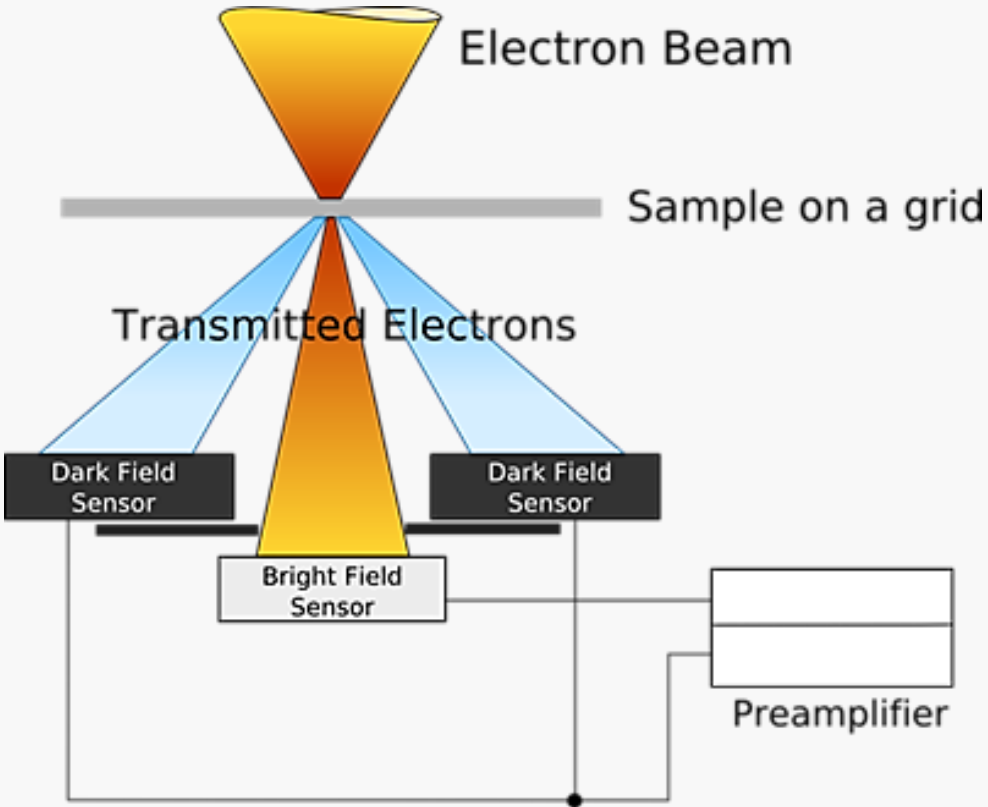 Electron Beam
Sample on a grid
Transmitted Electrons
Dark Field
Sensor
Dark Field
Sensor
Bright Field
Sensor
Preamplifier